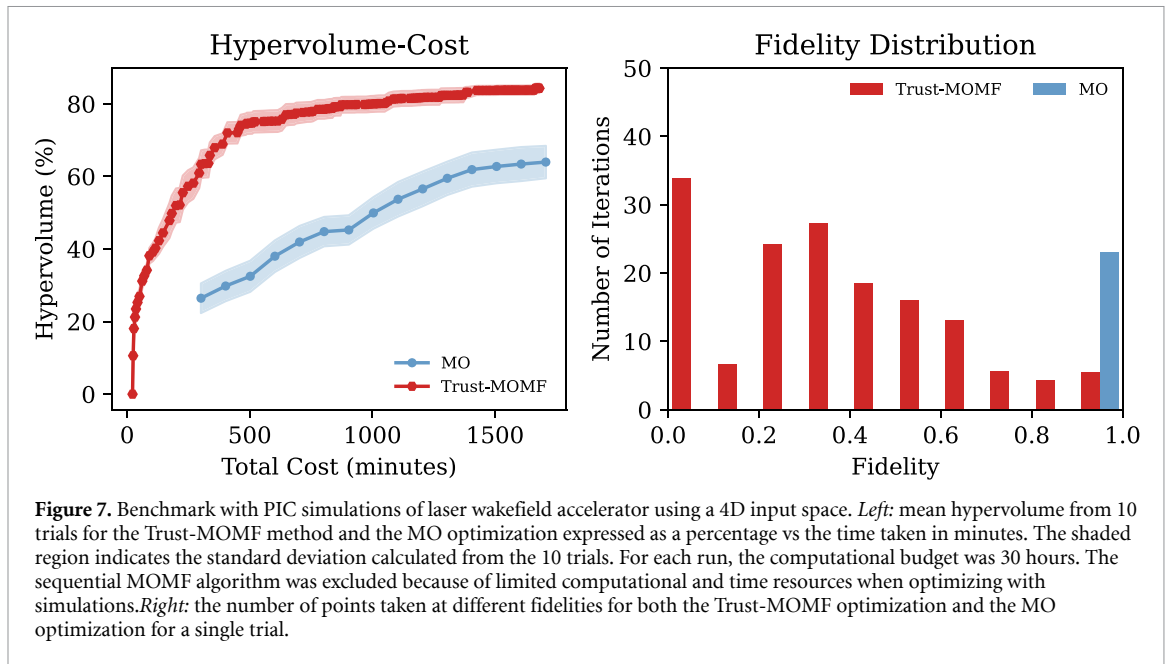 Hypervolume-Cost
Hypervolume (%)
80
60
40
20
0
MO
Trust-MOMF
0 500 1000 1500
Total Cost (minutes)
Fidelity Distribution
Number of Iterations
50
40
30
20
10
0
Trust-MOMF MO
0.0 0.2 0.4 0.6 0.8 1.0
Fidelity
Figure 7. Benchmark with PIC simulations of laser wakefield accelerator using a 4D input space. Left: mean hypervolume from 10
trials for the Trust-MOMF method and the MO optimization expressed as a percentage vs the time taken in minutes. The shaded
region indicates the standard deviation calculated from the 10 trials. For each run, the computational budget was 30 hours. The
sequential MOMF algorithm was excluded because of limited computational and time resources when optimizing with
simulations.Right: the number of points taken at different fidelities for both the Trust-MOMF optimization and the MO
optimization for a single trial.